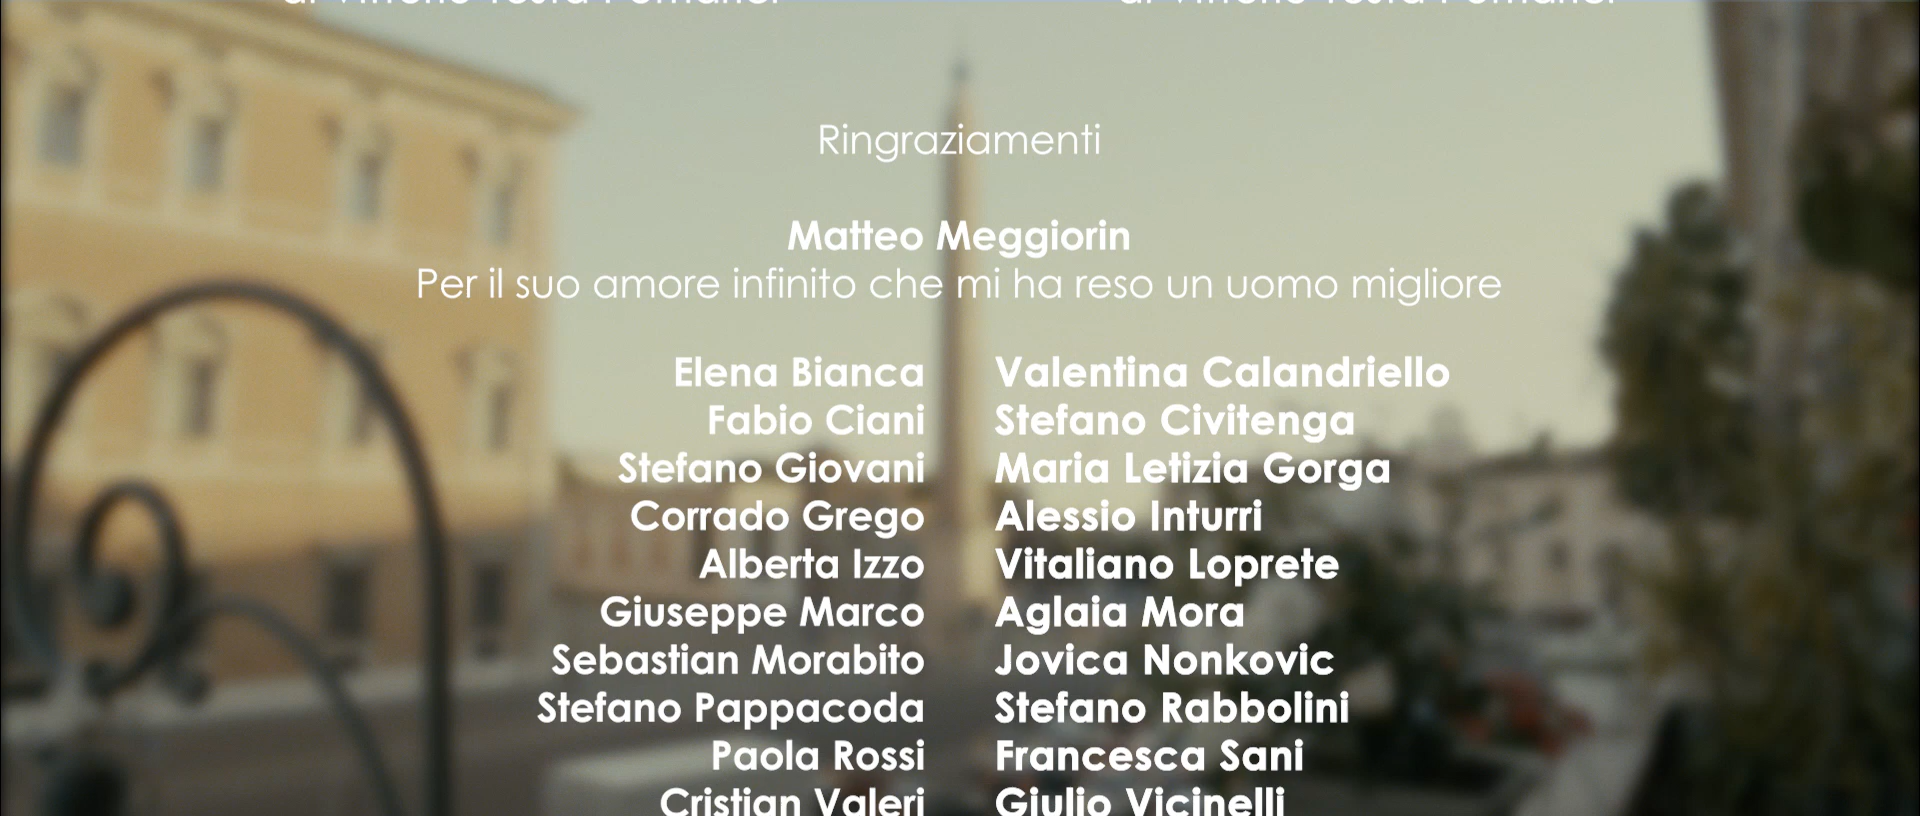 Ringraziamenti
Matteo Meggiorin
Per il suo amore infinito che mi ha reso un uomo migliore
Elena Bianca Valentina Calandriello
Fabio Ciani Stefano Civitenga
Stefano Giovani Maria Letizia Gorga
Corrado Grego Alessio Inturri
Alberta Izzo Vitaliano Loprete
Giuseppe Marco Aglaia Mora
Sebastian Morabito Jovica Nonkovic
Stefano Pappacoda Stefano Rabbolini
Paola Rossi Francesca Sani
Cristian Valeri Giulio Vicinelli